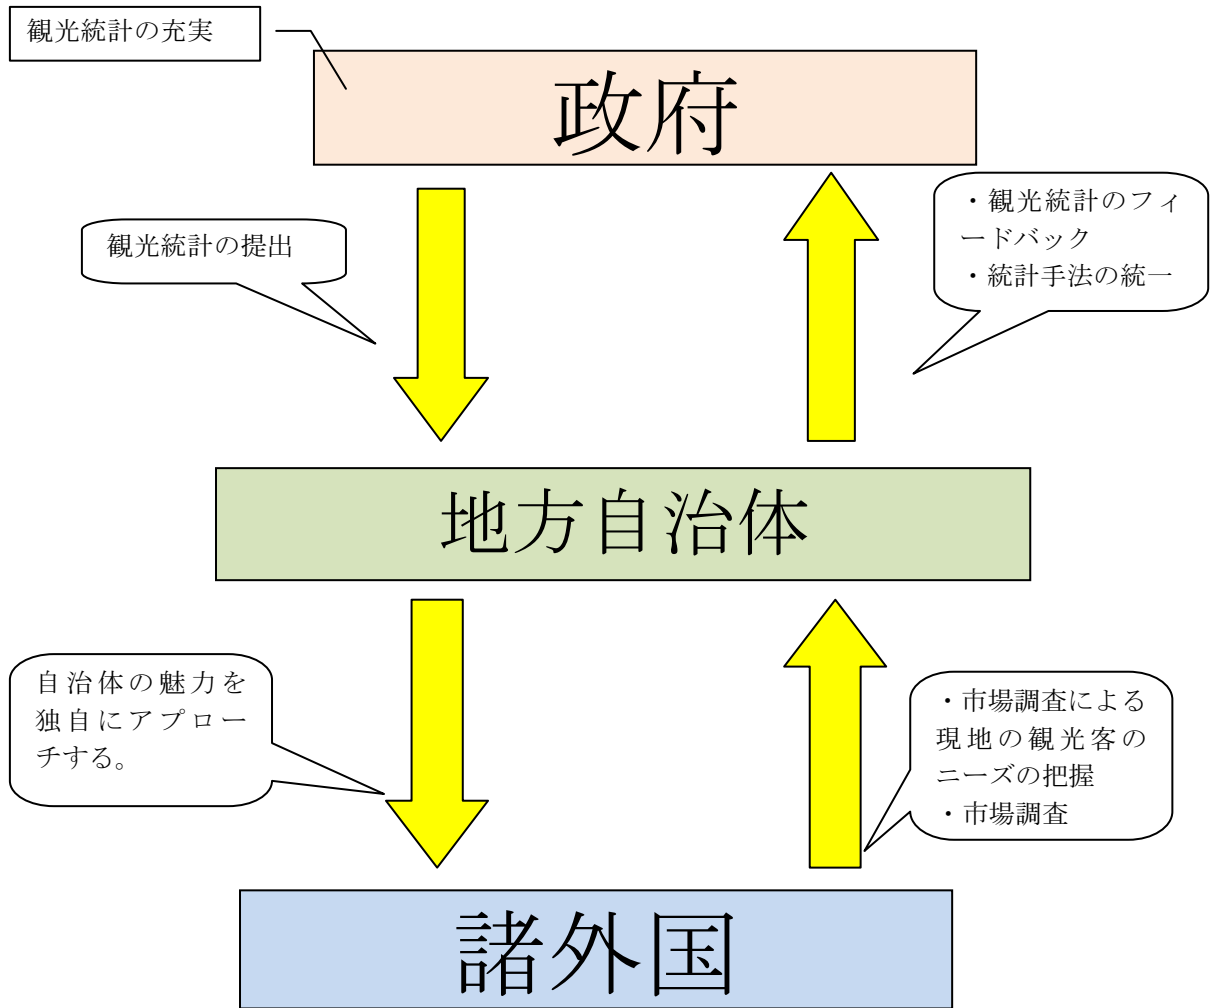 観光統計の充実
政府
観光統計の提出
・観光統計のフィ
ードバック
・統計手法の統一
地方自治体
自治体の魅力を
独自にアプロー
チする。
・市場調査による
現地の観光客の
ニーズの把握
・市場調査
諸外国